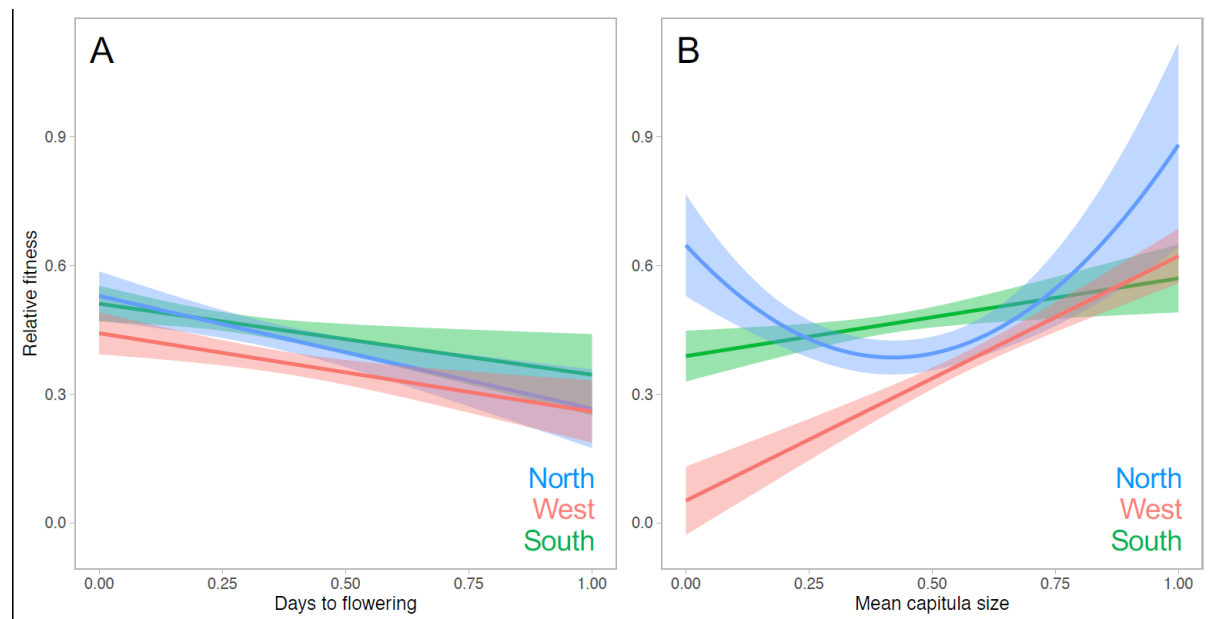 A
B
Relative fitness
0.9
0.6
0.3
0.0
0.9
0.6
0.3
0.0
North
West
South
North
West
South
0.00 0.25 0.50 0.75 1.00
0.00 0.25 0.50 0.75 1.00
Days to flowering
Mean capitula size